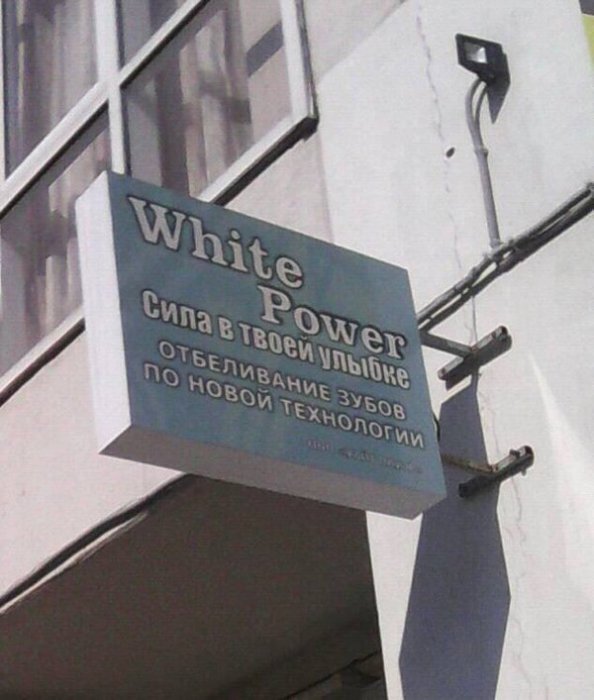 White
Power
Сила в твоей улыбке
ОТБЕЛИВАНИЕ ЗУБОВ
ПО НОВОЙ ТЕХНОЛОГИИ